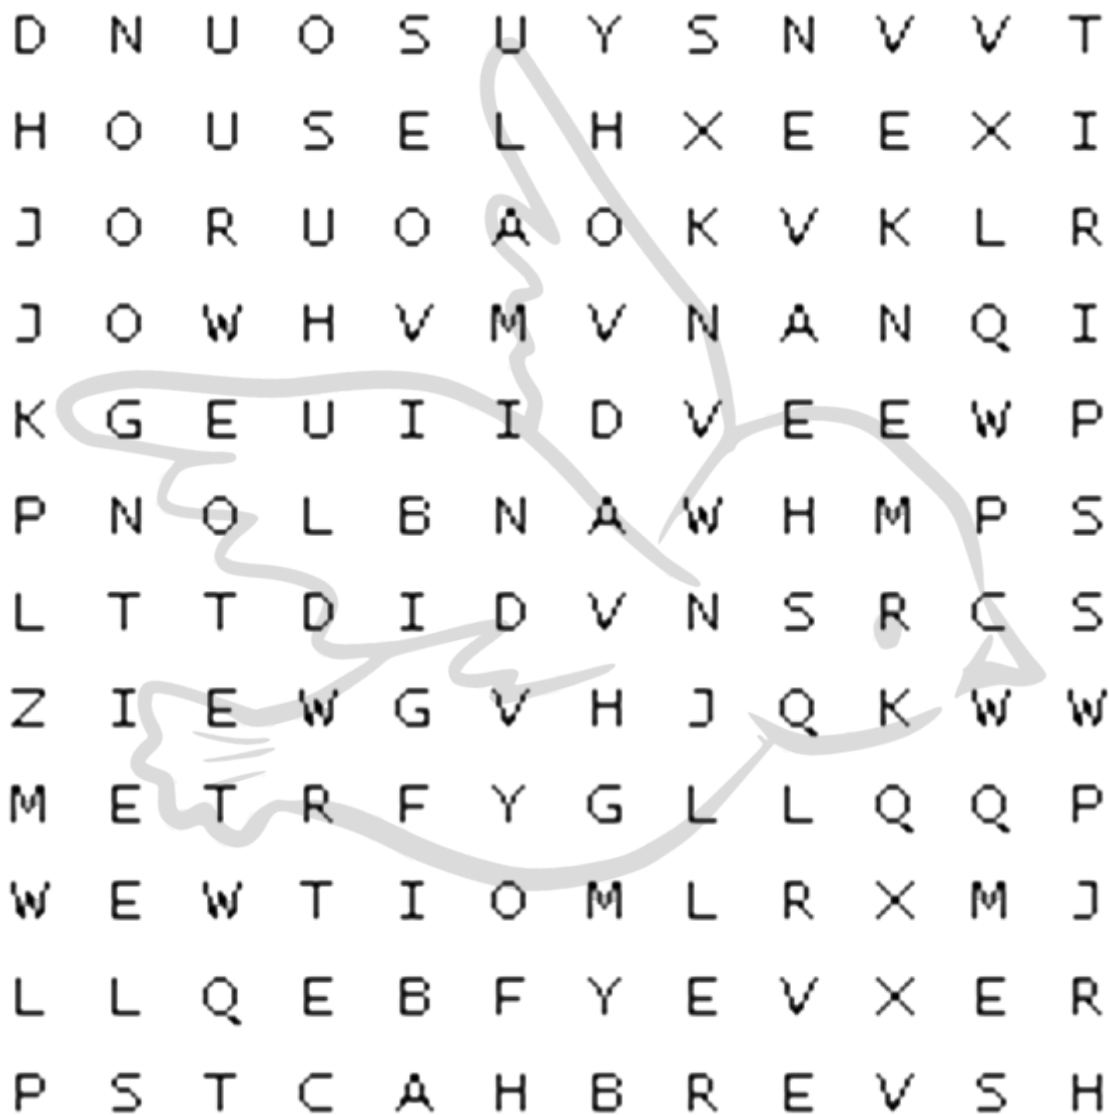 D N U O S U Y S N V V T
H O U S E L H X E E X I
J O R U O A O K V K L R
J O W H V M V N A N Q I
K G E U I I D V E E W P
P N O L B N A W H M P S
L T T D I D V N S R C S
Z I E W G V H J Q K W W
M E T R F Y G L L Q Q P
W E W T I O M L R X M J
L L Q E B F Y E V X E R
P S T C A H B R E V S H